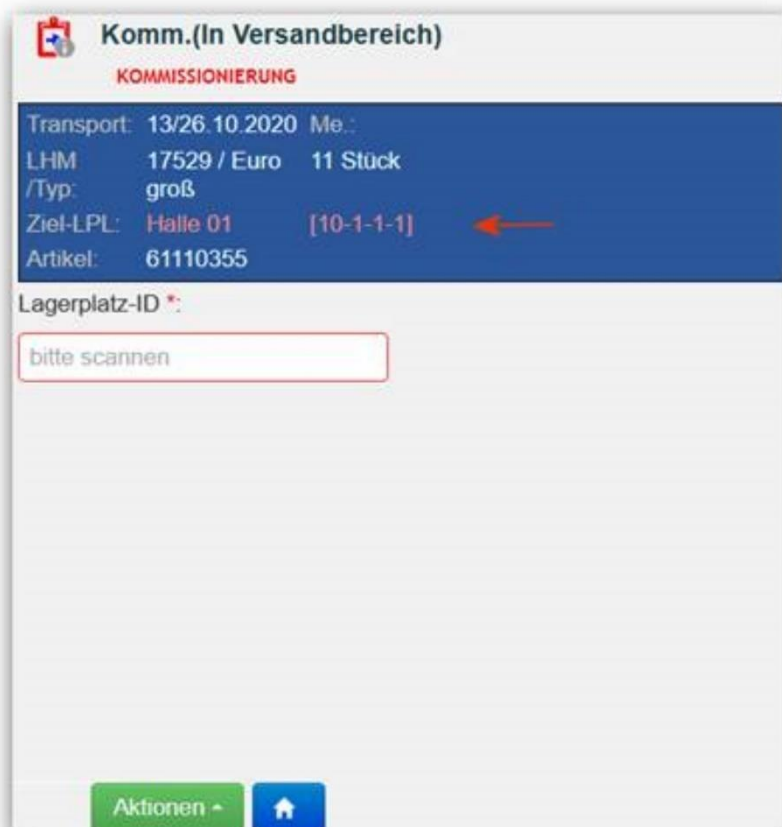 Komm.(In Versandbereich)
KOMMISSIONIERUNG
Transport: 13/26.10.2020 Me.:
LHM 17529 / Euro 11 Stück
/Typ: groß
Ziel-LPL: Halle 01 [10-1-1-1]
Artikel: 61110355
Lagerplatz-ID *:
bitte scannen
Aktionen